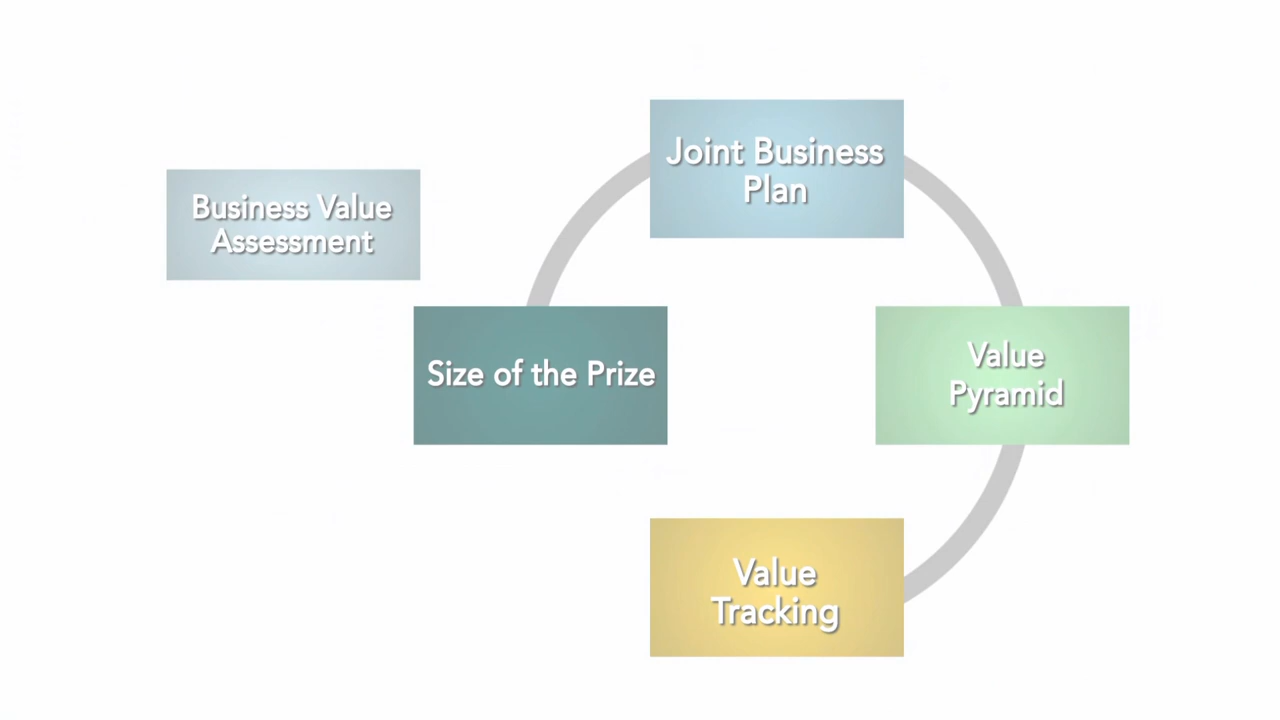 Joint Business
Plan
Business Value
Assessment
Size of the Prize
Value
Pyramid
Value
Tracking